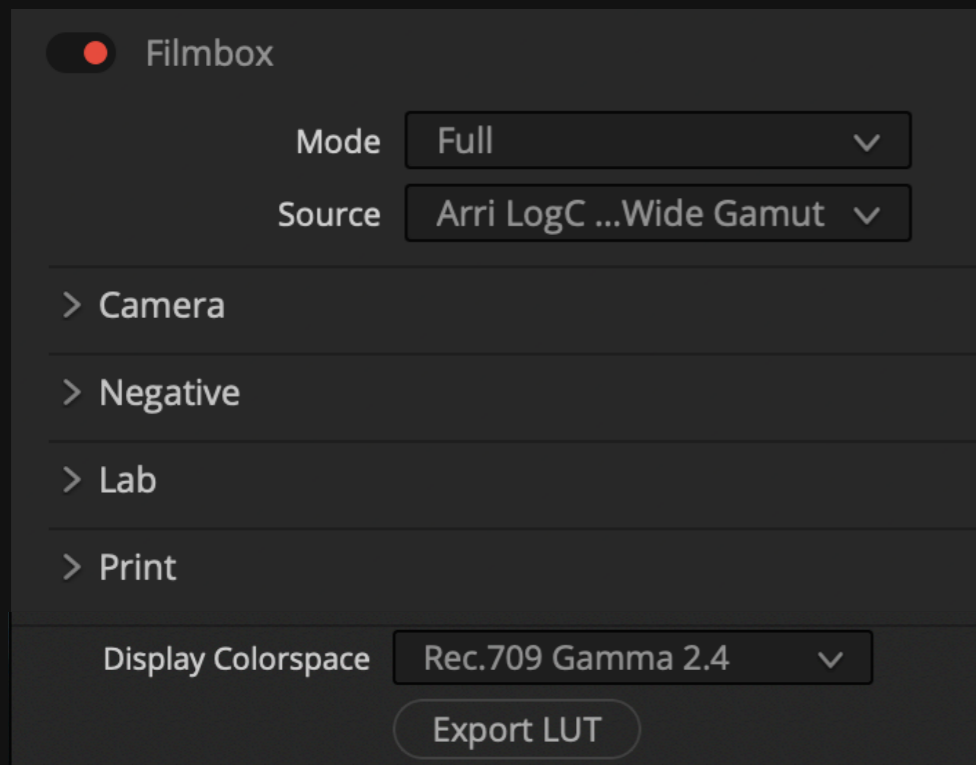 Filmbox
Mode Full
Source Arri LogC ...Wide Gamut
Camera
Negative
Lab
Print
Display Colorspace Rec.709 Gamma 2.4
Export LUT